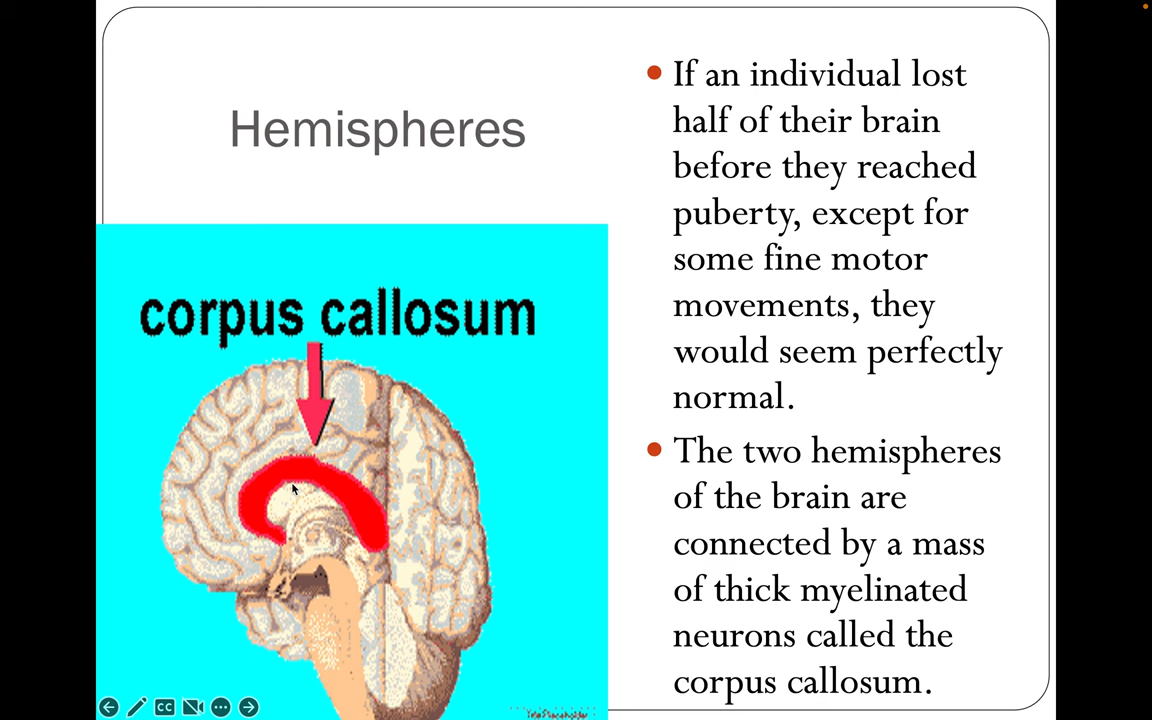 Hemispheres
corpus callosum
• If an individual lost
half of their brain
before they reached
puberty, except for
some fine motor
movements, they
would seem perfectly
normal.
• The two hemispheres
of the brain are
connected by a mass
of thick myelinated
neurons called the
corpus callosum.
CC